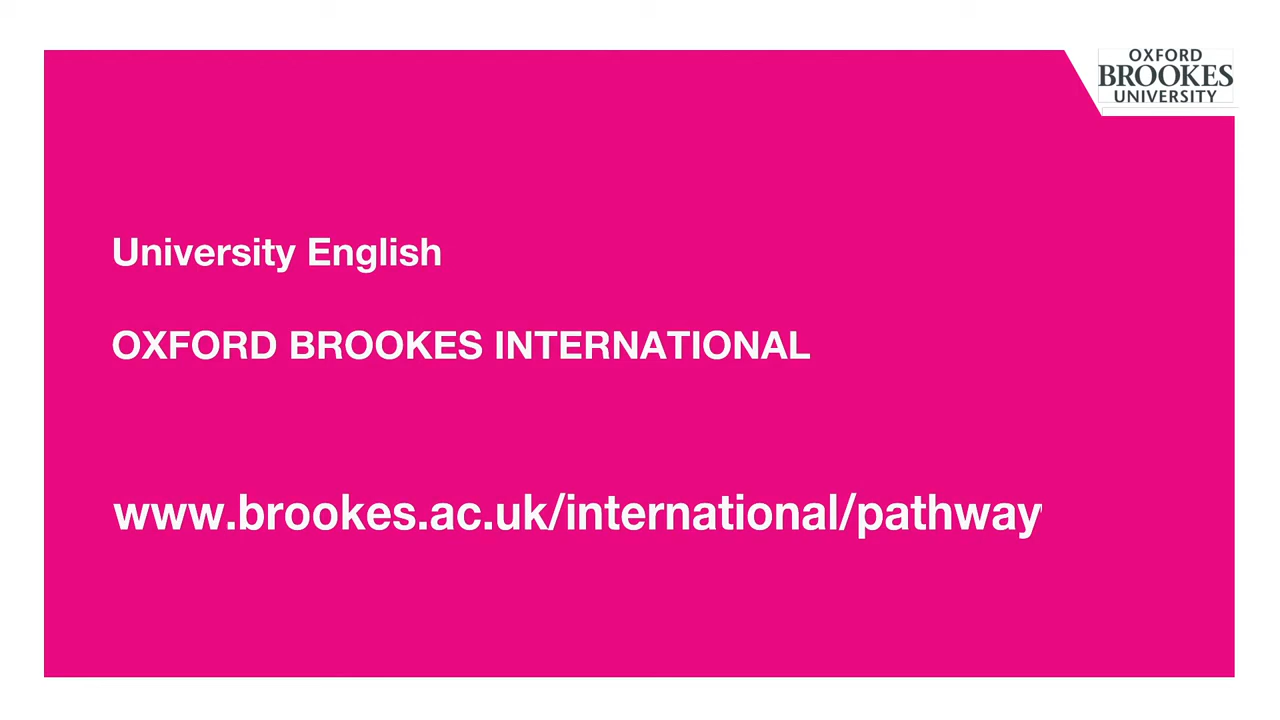 OXFORD
BROOKES
UNIVERSITY
University English
OXFORD BROOKES INTERNATIONAL
www.brookes.ac.uk/international/pathway